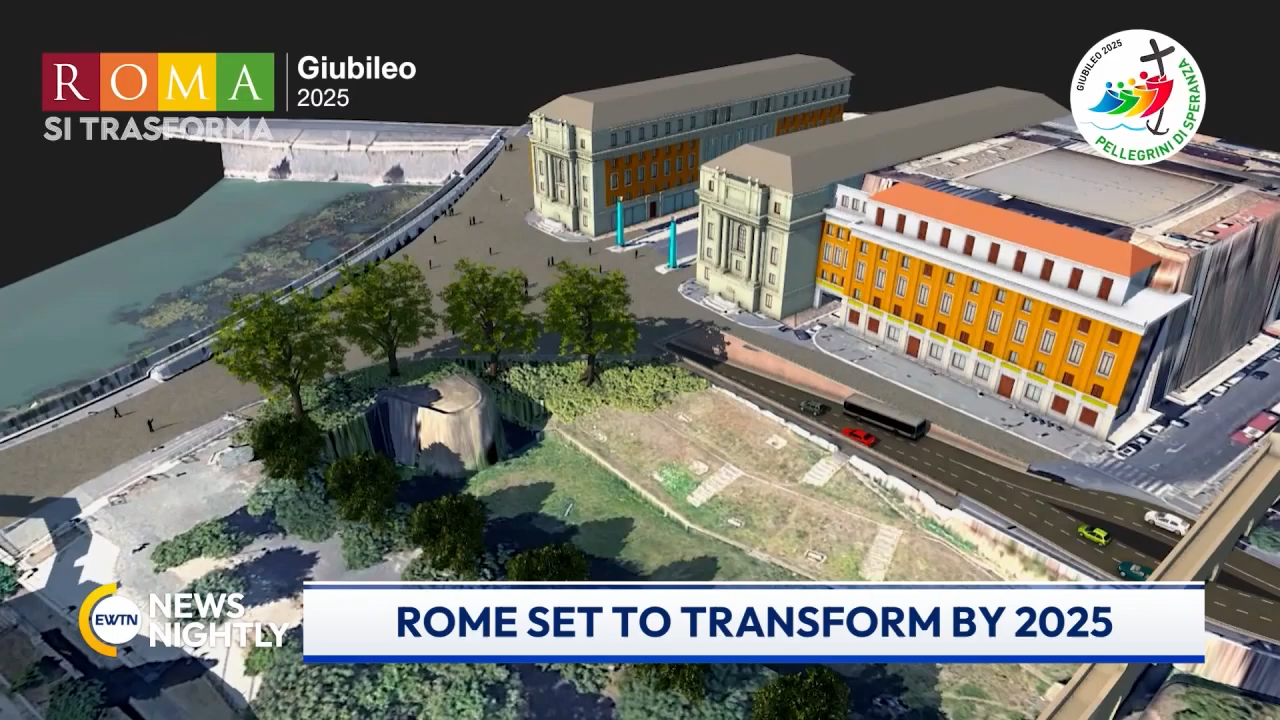 ROMA
SI TRASFORMA
Giubileo
2025
GIUBILEO 2025
PELLEGRINI DI SPERANZA
EWTN
NEWS
NIGHTLY
ROME SET TO TRANSFORM BY 2025